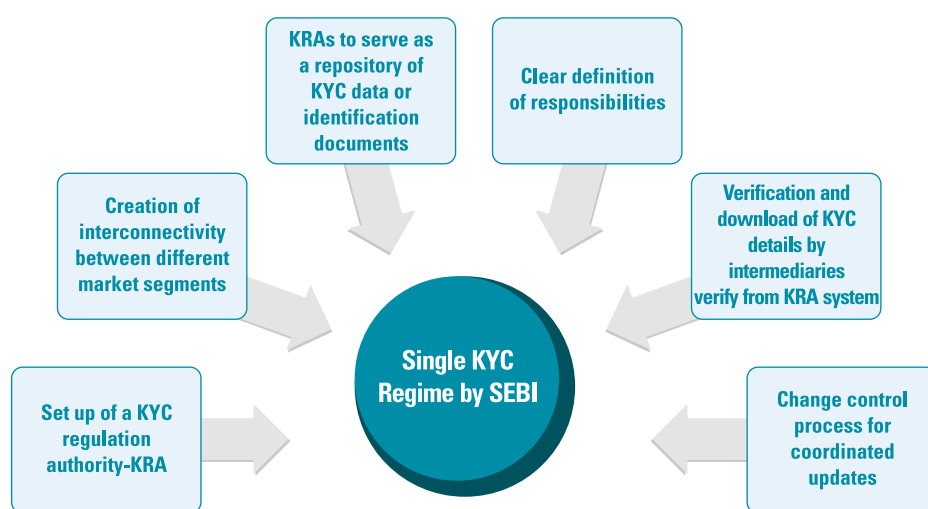 KRAs to serve as
a repository of
KYC data or
identification
documents
Clear definition
of responsibilities
Creation of
interconnectivity
between different
market segments
Verification and
download of KYC
details by
intermediaries
verify from KRA system
Single KYC
Regime by SEBI
Set up of a KYC
regulation
authority-KRA
Change control
process for
coordinated
updates